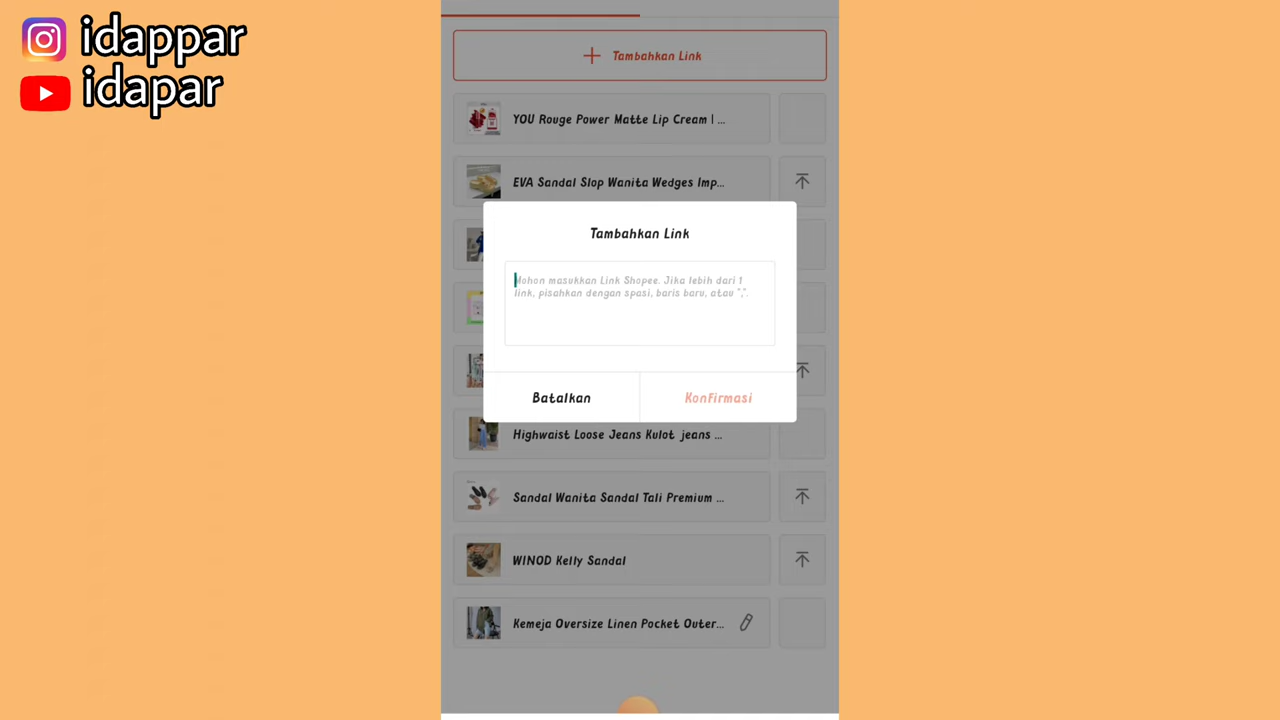 idappar
idapar
Tambahkan Link
YOU Rouge Power Matte Lip Cream | ...
EVA Sandal Slop Wanita Wedges Imp...
Tambahkan Link
Mohon masukkan Link Shopee. Jika lebih dari 1
link, pisahkan dengan spasi, baris baru, atau ",".
Batalkan
Konfirmasi
Highwaist Loose Jeans Kulot jeans ...
Sandal Wanita Sandal Tali Premium ...
WINOD Kelly Sandal
Kemeja Oversize Linen Pocket Outer...